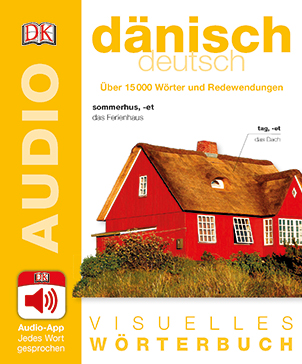 DK
dänisch
deutsch
Über 15 000 Wörter und Redewendungen
sommerhus, -et
das Ferienhaus
tag, -et
das Dach
AUDIO
DK
Audio-App
Jedes Wort
gesprochen
VISUELLES
WÖRTERBUCH